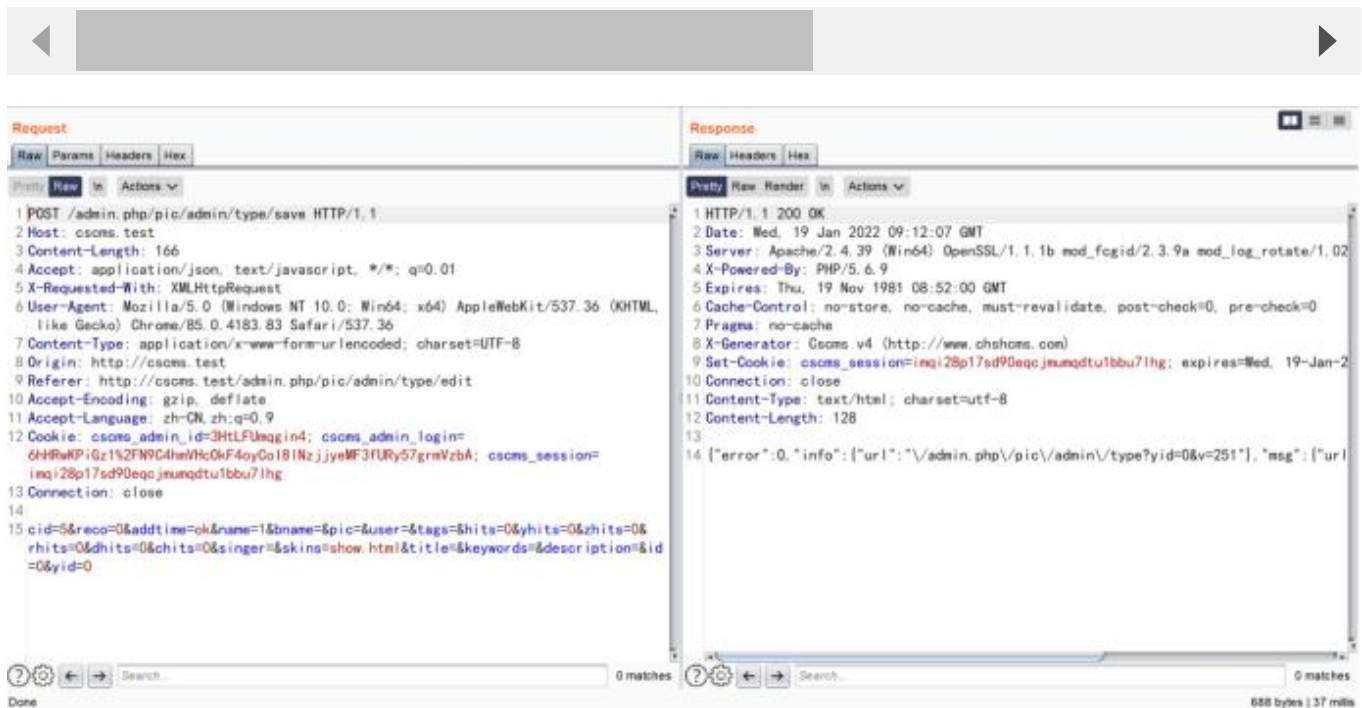 Request
Raw Params Headers Hex
Pretty Raw \n Actions
1 POST /admin.php/pic/admin/type/save HTTP/1.1
2 Host: cscms.test
3 Content-Length: 166
4 Accept: application/json, text/javascript, */*; q=0.01
5 X-Requested-With: XMLHttpRequest
6 User-Agent: Mozilla/5.0 (Windows NT 10.0; Win64; x64) AppleWebKit/537.36 (KHTML,
like Gecko) Chrome/85.0.4183.83 Safari/537.36
7 Content-Type: application/x-www-form-urlencoded; charset=UTF-8
8 Origin: http://cscms.test
9 Referer: http://cscms.test/admin.php/pic/admin/type/edit
10 Accept-Encoding: gzip, deflate
11 Accept-Language: zh-CN,zh;q=0.9
12 Cookie: cscms_admin_id=3HtLFUmqgin4; cscms_admin_login=
cscms_session=
imqi28p17sd90eqcjmumqdtu1bbu7lhg
13 Connection: close
14
15 cid=5&reco=0&addtime=ok&name=1&bname=&pic=&user=&tags=&hits=0&yhits=0&zhits=0&
rhits=0&dhits=0&chits=0&singer=&skins=show.html&title=&keywords=&description=&id
=0&yid=0
Search...
0 matches
Done
Response
Raw Headers Hex
Pretty Raw Render \n Actions
1 HTTP/1.1 200 OK
2 Date: Wed, 19 Jan 2022 09:12:07 GMT
3 Server: Apache/2.4.39 (Win64) OpenSSL/1.1.1b mod_fcgid/2.3.9a mod_log_rotate/1.02
4 X-Powered-By: PHP/5.6.9
5 Expires: Thu, 19 Nov 1981 08:52:00 GMT
6 Cache-Control: no-store, no-cache, must-revalidate, post-check=0, pre-check=0
7 Pragma: no-cache
8 X-Generator: Cscms v4 (http://www.chshcms.com)
9 Set-Cookie: cscms_session=imqi28p17sd90eqcjmumqdtu1bbu7lhg; expires=Wed, 19-Jan-2
10 Connection: close
11 Content-Type: text/html; charset=utf-8
12 Content-Length: 128
13
14 {"error":0,"info":{"url":"\/admin.php\/pic\/admin\/type?yid=0&v=251"},"msg":{"url
Search...
0 matches
688 bytes | 37 millis